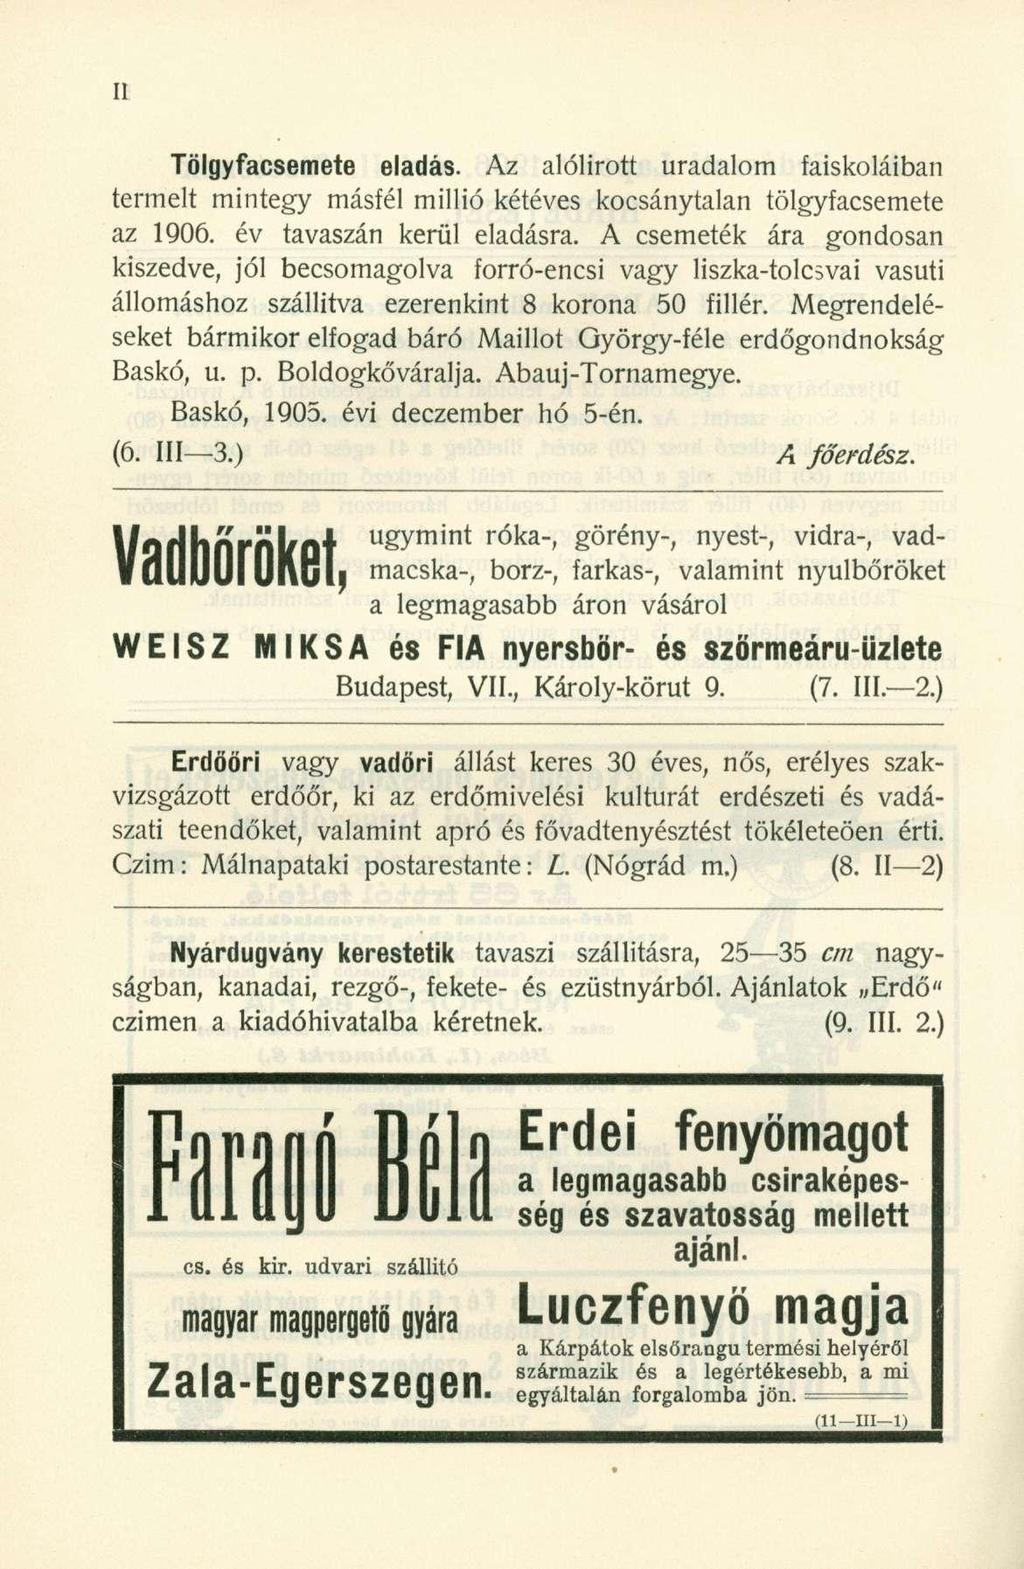 II
Tölgyfacsemete eladás. Az alólirott uradalom faiskoláiban
termelt mintegy másfél millió kétéves kocsánytalan tölgyfacsemete
az 1906. év tavaszán kerül eladásra. A csemeték ára gondosan
kiszedve, jól becsomagolva forró-encsi vagy liszka-tolcsvai vasuti
állomáshoz szállitva ezerenkint 8 korona 50 fillér. Megrendelé-
seket bármikor elfogad báró Maillot György-féle erdőgondnokság
Baskó, u. p. Boldogkőváralja. Abauj-Tornamegye.
Baskó, 1905. évi deczember hó 5-én.
(6. III—3.) A főerdész.
Vadbőröket, ugymint róka-, görény-, nyest-, vidra-, vad-
macska-, borz-, farkas-, valamint nyulbőröket
a legmagasabb áron vásárol
WEISZ MIKSA és FIA nyersbőr- és szőrmeáru-üzlete
Budapest, VII., Károly-körut 9. (7. III.—2.)
Erdőőri vagy vadőri állást keres 30 éves, nős, erélyes szak-
vizsgázott erdőőr, ki az erdőmivelési kulturát erdészeti és vadá-
szati teendőket, valamint apró és fővadtenyésztést tökéleteöen érti.
Czim: Málnapataki postarestante: L. (Nógrád m.) (8. II—2)
Nyárdugvány kerestetik tavaszi szállitásra, 25—35 cm nagy-
ságban, kanadai, rezgő-, fekete- és ezüstnyárból. Ajánlatok „Erdő"
czimen a kiadóhivatalba kéretnek. (9. III. 2.)
Faragó Béla
cs. és kir. udvari szállitó
magyar magpergető gyára
Zala-Egerszegen.
Erdei fenyőmagot
a legmagasabb csiraképes-
ség és szavatosság mellett
ajánl.
Luczfenyő magja
a Kárpátok elsőrangu termési helyéről
származik és a legértékesebb, a mi
egyáltalán forgalomba jön.
(11—III—1)